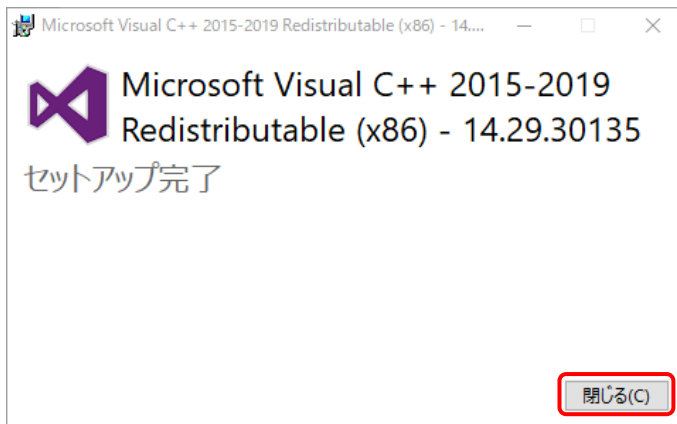 Microsoft Visual C++ 2015-2019 Redistributable (x86) - 14....
Microsoft Visual C++ 2015-2019
Redistributable (x86) - 14.29.30135
セットアップ完了
閉じる(C)